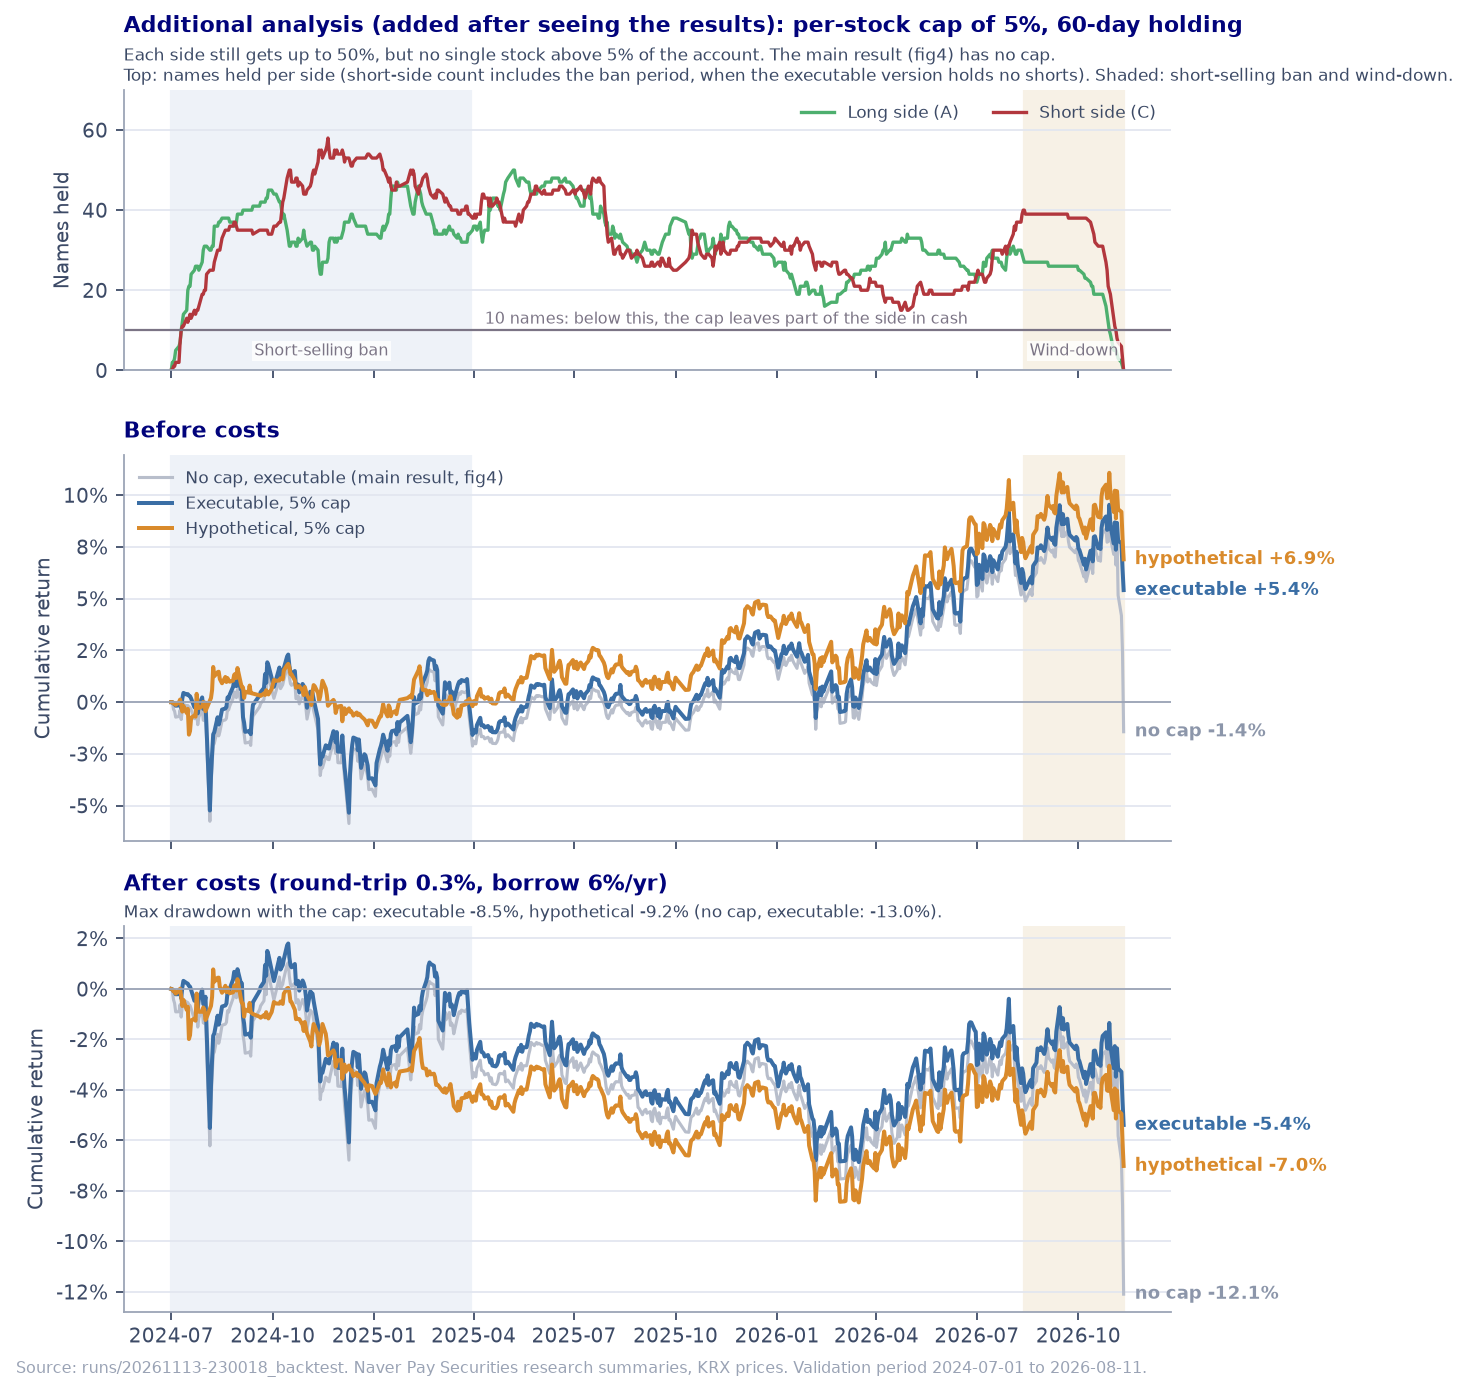 Additional analysis (added after seeing the results): per-stock cap of 5%, 60-day holding
Each side still gets up to 50%, but no single stock above 5% of the account. The main result (fig4) has no cap.
Top: names held per side (short-side count includes the ban period, when the executable version holds no shorts). Shaded: short-selling ban and wind-down.
Long side (A)
Short side (C)
Names held
60
40
20
0
10 names: below this, the cap leaves part of the side in cash
Short-selling ban
Wind-down
Before costs
No cap, executable (main result, fig4)
Executable, 5% cap
Hypothetical, 5% cap
Cumulative return
10%
8%
5%
2%
0%
-3%
-5%
hypothetical +6.9%
executable +5.4%
no cap -1.4%
After costs (round-trip 0.3%, borrow 6%/yr)
Max drawdown with the cap: executable -8.5%, hypothetical -9.2% (no cap, executable: -13.0%).
Cumulative return
2%
0%
-2%
-4%
-6%
-8%
-10%
-12%
executable -5.4%
hypothetical -7.0%
no cap -12.1%
2024-07 2024-10 2025-01 2025-04 2025-07 2025-10 2026-01 2026-04 2026-07 2026-10
Source: runs/20261113-230018_backtest. Naver Pay Securities research summaries, KRX prices. Validation period 2024-07-01 to 2026-08-11.